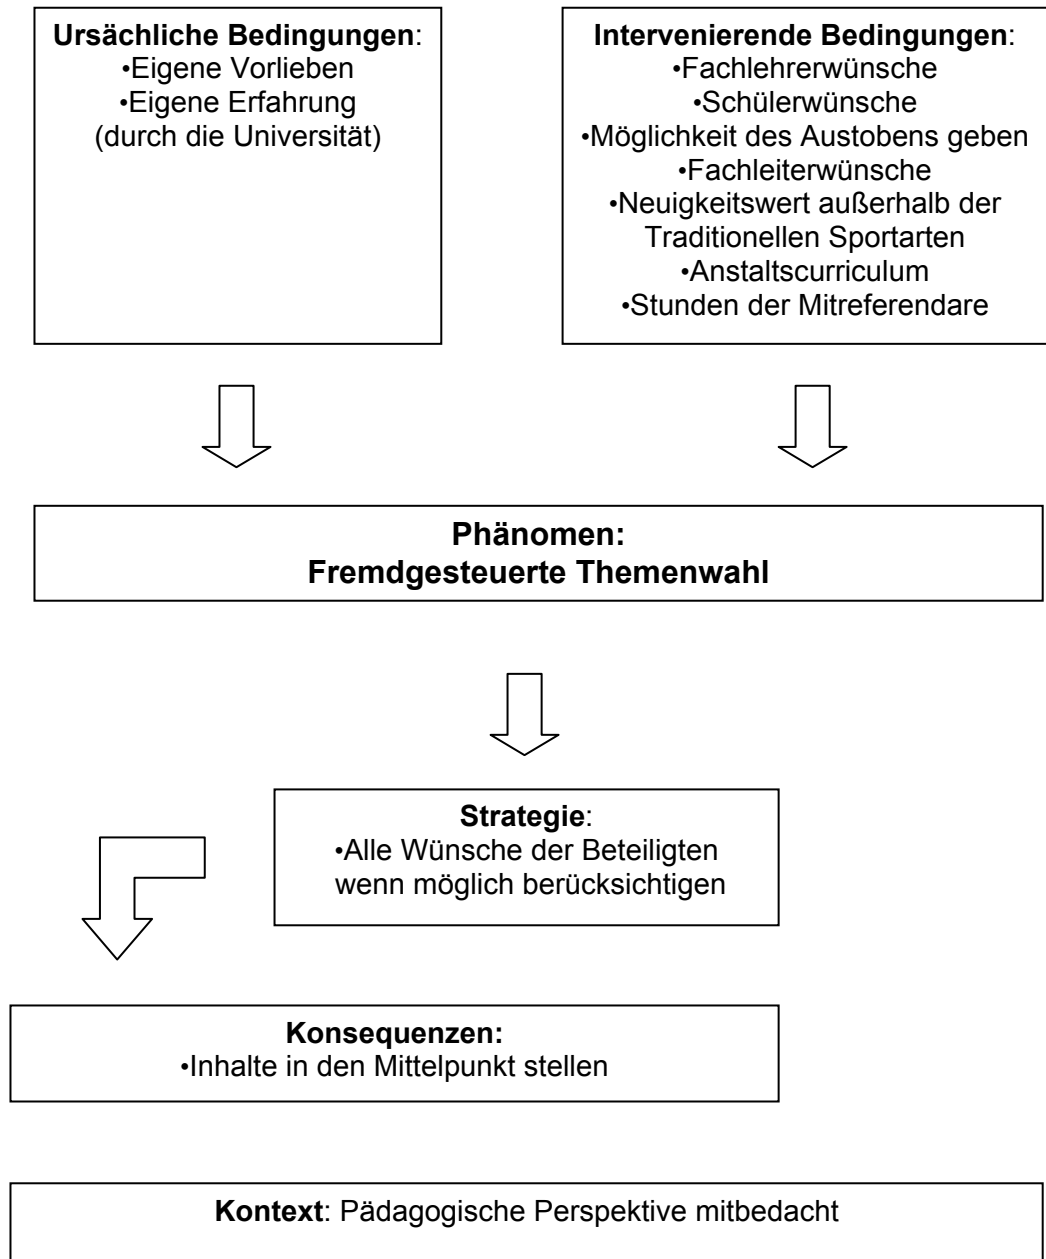 Ursächliche Bedingungen:
•Eigene Vorlieben
•Eigene Erfahrung
(durch die Universität)
Intervenierende Bedingungen:
•Fachlehrerwünsche
•Schülerwünsche
•Möglichkeit des Austobens geben
•Fachleiterwünsche
•Neuigkeitswert außerhalb der
Traditionellen Sportarten
•Anstaltscurriculum
•Stunden der Mitreferendare
Phänomen:
Fremdgesteuerte Themenwahl
Strategie:
•Alle Wünsche der Beteiligten
wenn möglich berücksichtigen
Konsequenzen:
•Inhalte in den Mittelpunkt stellen
Kontext: Pädagogische Perspektive mitbedacht